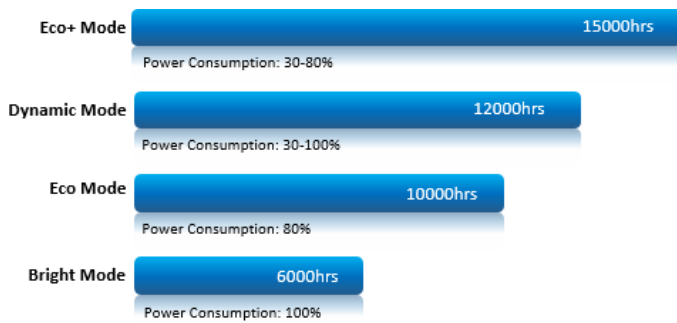 Eco+ Mode 15000hrs
Power Consumption: 30-80%
Dynamic Mode 12000hrs
Power Consumption: 30-100%
Eco Mode 10000hrs
Power Consumption: 80%
Bright Mode 6000hrs
Power Consumption: 100%